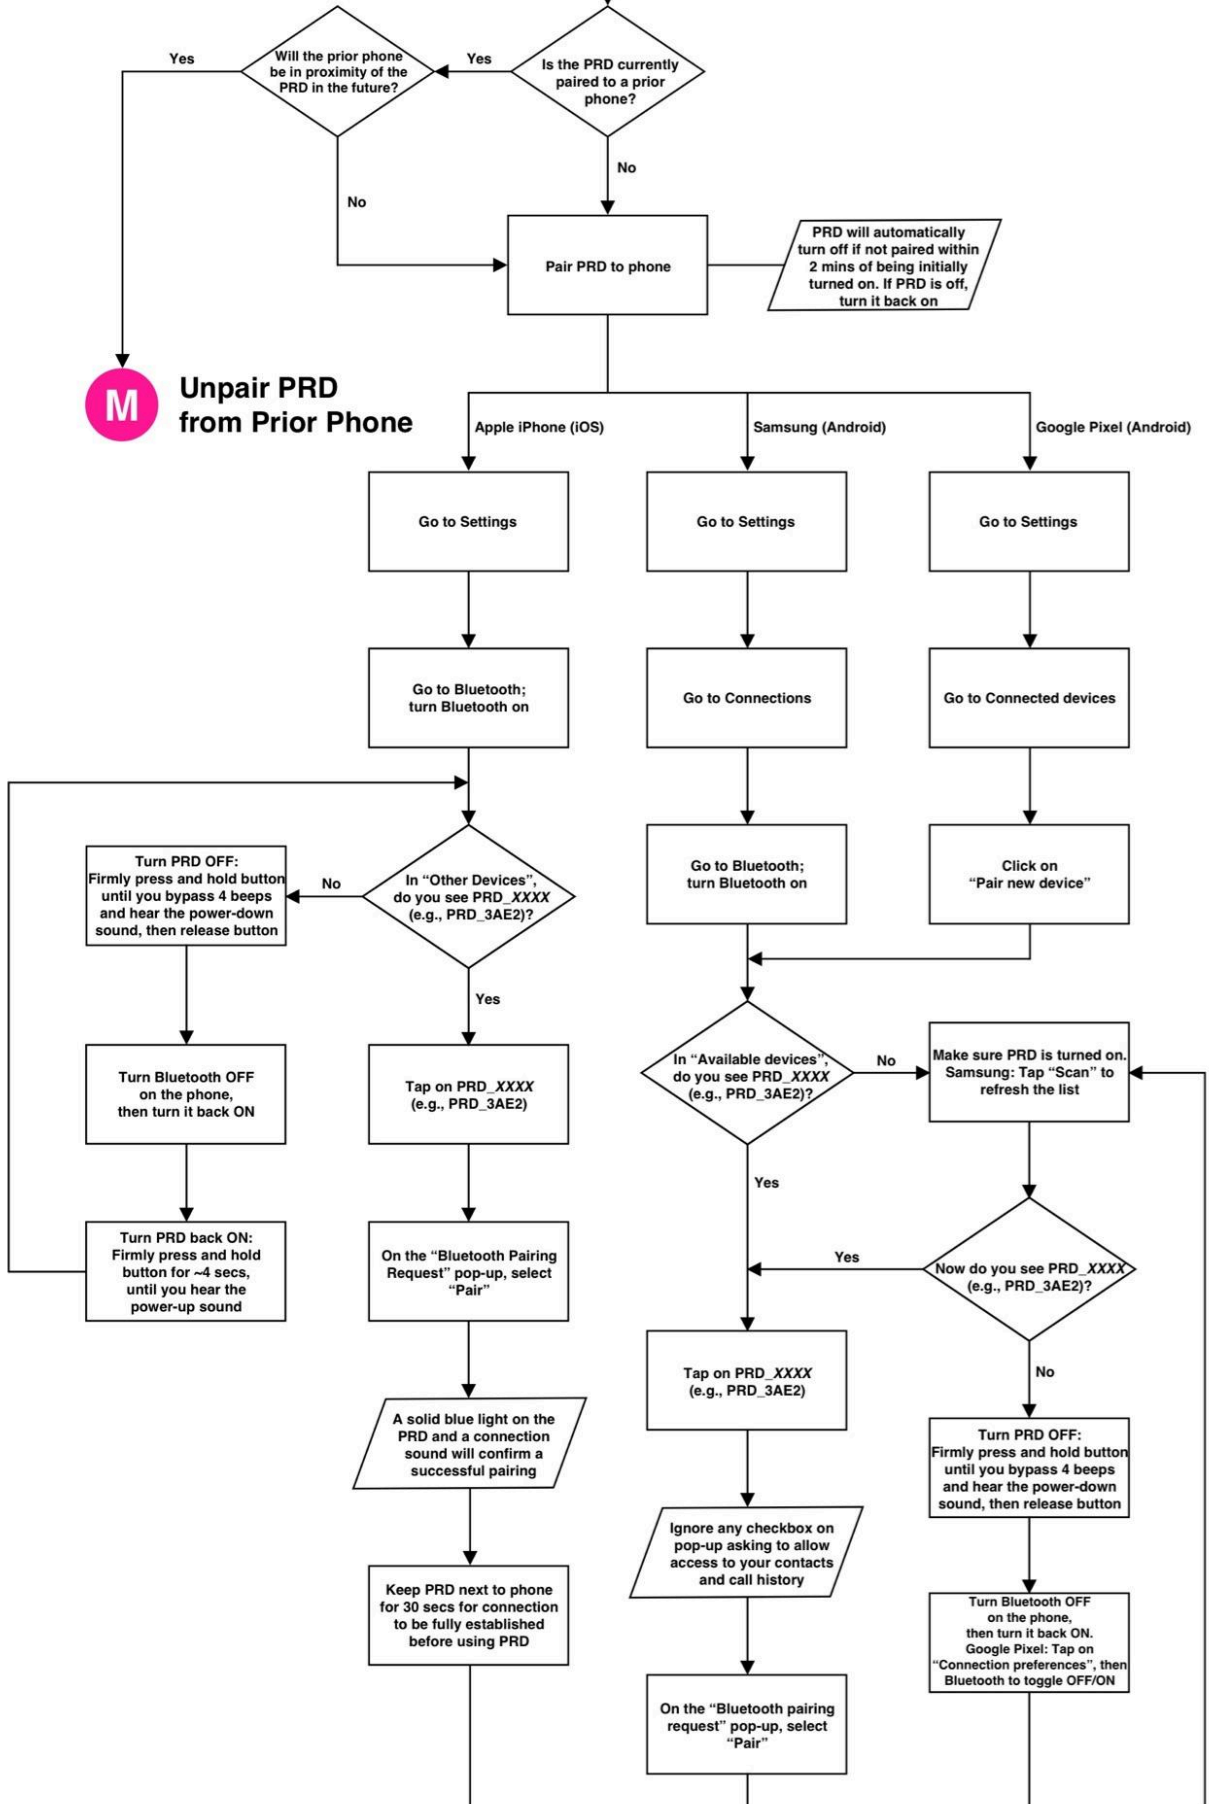 Yes
Will the prior phone
be in proximity of the
PRD in the future?
Yes
Is the PRD currently
paired to a prior
phone?
No
No
Pair PRD to phone
PRD will automatically
turn off if not paired within
2 mins of being initially
turned on. If PRD is off,
turn it back on
M
Unpair PRD
from Prior Phone
Apple iPhone (iOS)
Samsung (Android)
Google Pixel (Android)
Go to Settings
Go to Settings
Go to Settings
Go to Bluetooth;
turn Bluetooth on
Go to Connections
Go to Connected devices
Turn PRD OFF:
Firmly press and hold button
until you bypass 4 beeps
and hear the power-down
sound, then release button
No
In “Other Devices”,
do you see PRD_XXXX
(e.g., PRD_3AE2)?
Go to Bluetooth;
turn Bluetooth on
Click on
“Pair new device”
Yes
Turn Bluetooth OFF
on the phone,
then turn it back ON
Tap on PRD_XXXX
(e.g., PRD_3AE2)
In “Available devices”,
do you see PRD_XXXX
(e.g., PRD_3AE2)?
No
Make sure PRD is turned on.
Samsung: Tap “Scan” to
refresh the list
Yes
Turn PRD back ON:
Firmly press and hold
button for ~4 secs,
until you hear the
power-up sound
On the “Bluetooth Pairing
Request” pop-up, select
“Pair”
Yes
Now do you see PRD_XXXX
(e.g., PRD_3AE2)?
No
Tap on PRD_XXXX
(e.g., PRD_3AE2)
A solid blue light on the
PRD and a connection
sound will confirm a
successful pairing
Turn PRD OFF:
Firmly press and hold button
until you bypass 4 beeps
and hear the power-down
sound, then release button
Ignore any checkbox on
pop-up asking to allow
access to your contacts
and call history
Keep PRD next to phone
for 30 secs for connection
to be fully established
before using PRD
Turn Bluetooth OFF
on the phone,
then turn it back ON.
Google Pixel: Tap on
“Connection preferences”, then
Bluetooth to toggle OFF/ON
On the “Bluetooth pairing
request” pop-up, select
“Pair”